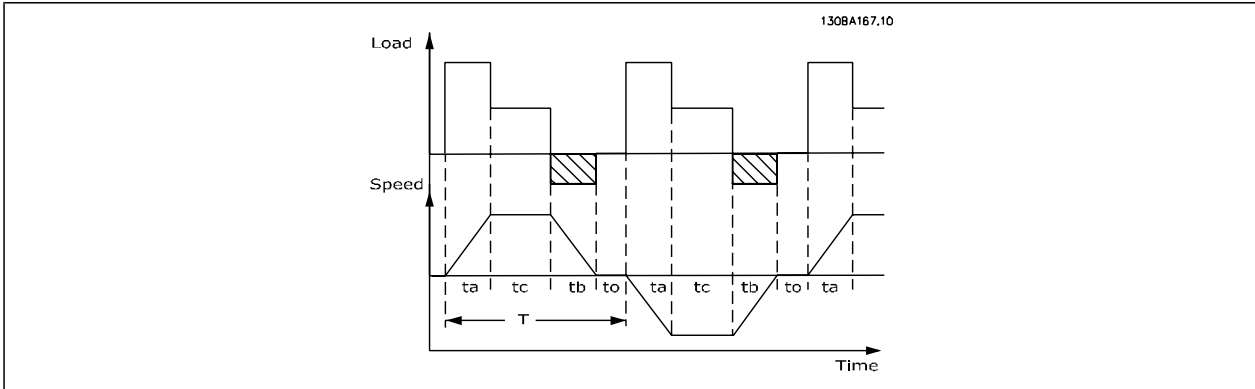 130BA167.10
Load
Speed
ta tc tb to ta tc tb to ta
T
Time